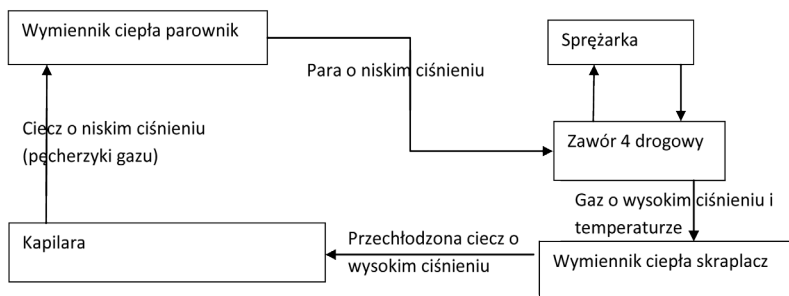 Wymiennik ciepła parownik
Sprężarka
Para o niskim ciśnieniu
Ciecz o niskim ciśnieniu
(pęcherzyki gazu)
Zawór 4 drogowy
Gaz o wysokim ciśnieniu i
temperaturze
Kapilara
Przechłodzona ciecz o
wysokim ciśnieniu
Wymiennik ciepła skraplacz